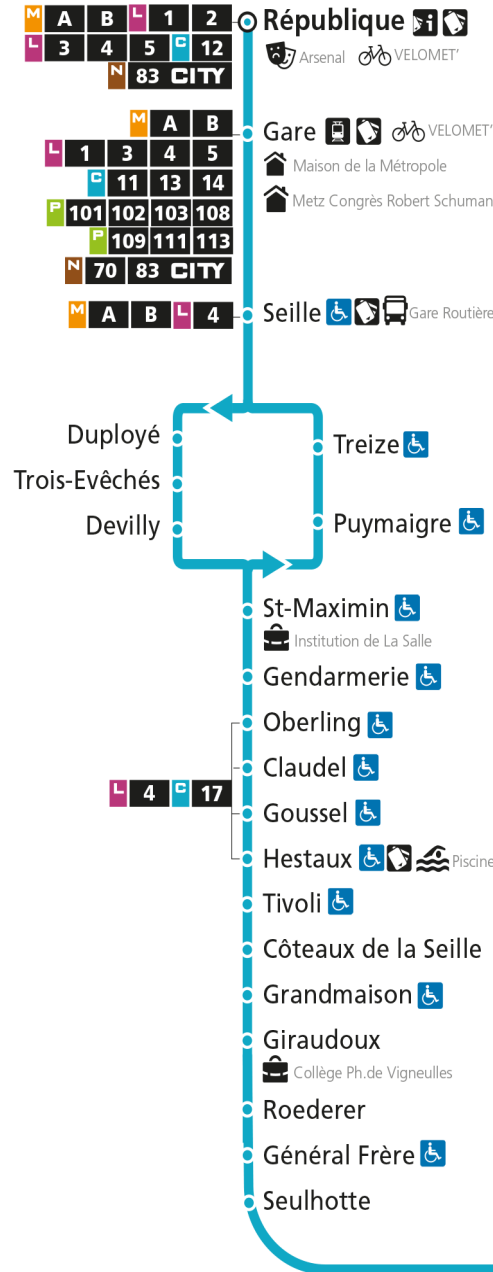 M A B L 1 2
L 3 4 5 C 12
N 83 CITY
République i
Arsenal VELOMET'
M A B
L 1 3 4 5
C 11 13 14
P 101 102 103 108
P 109 111 113
N 70 83 CITY
Gare VELOMET'
Maison de la Métropole
Metz Congrès Robert Schuman
M A B L 4
Seille Gare Routière
Duployé
Trois-Evêchés
Devilly
Treize
Puymaigre
St-Maximin
Institution de La Salle
Gendarmerie
Oberling
Claudel
L 4 C 17
Goussel
Hestaux Piscine
Tivoli
Côteaux de la Seille
Grandmaison
Giraudoux
Collège Ph.de Vigneulles
Roederer
Général Frère
Seulhotte